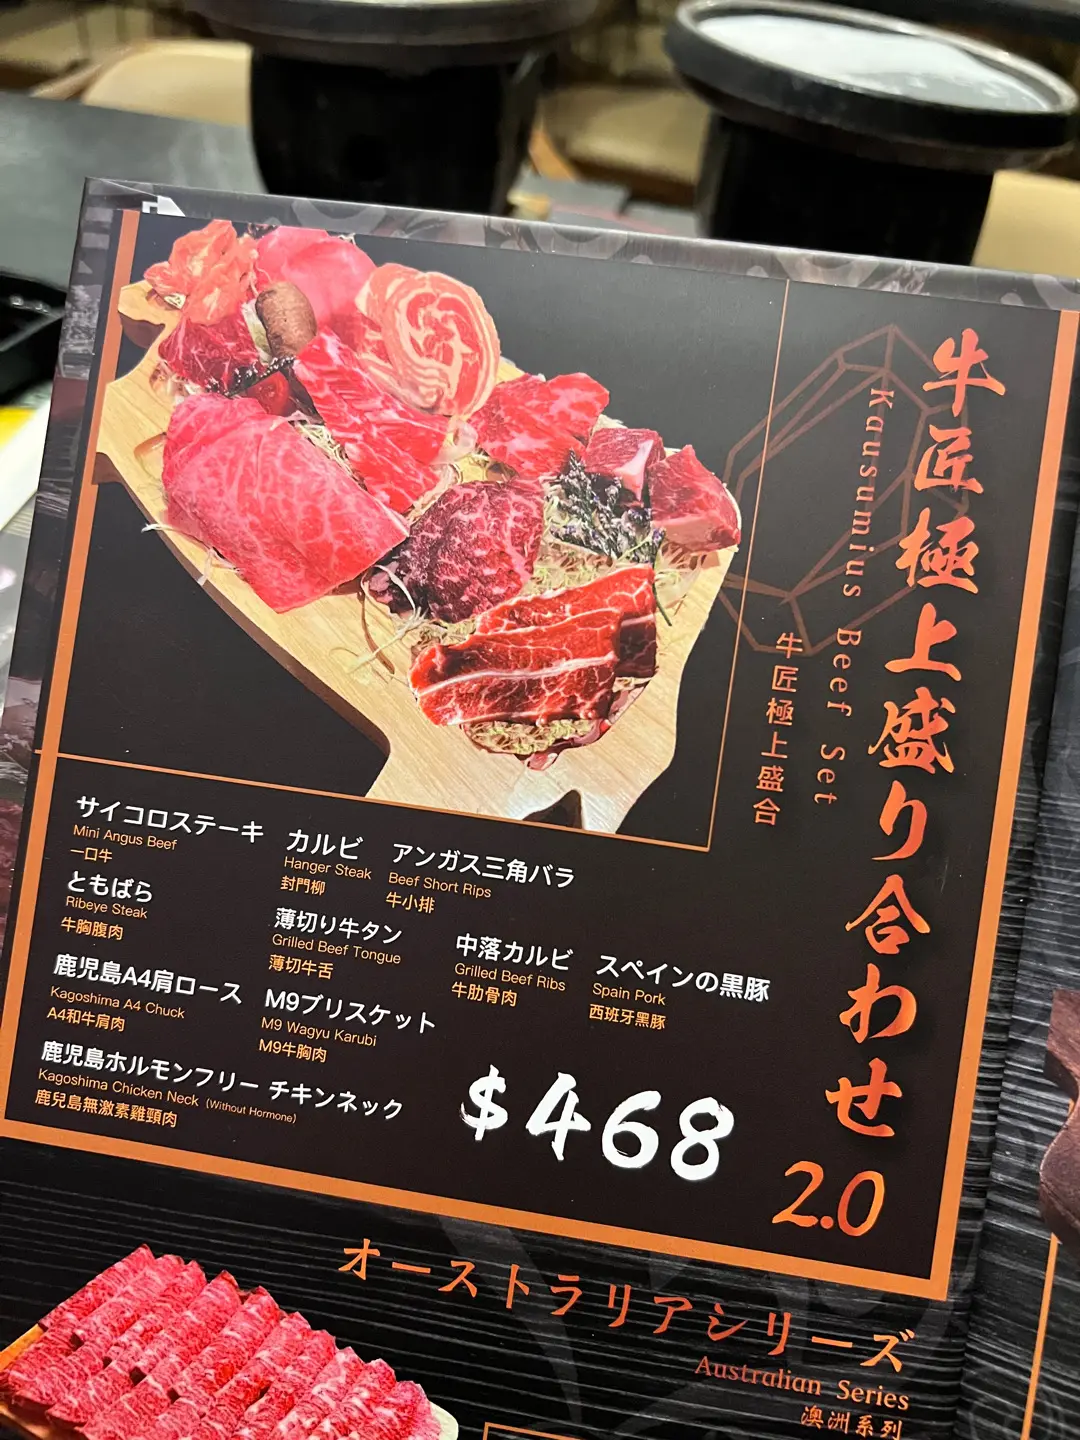 牛匠極上盛り合わせ 2.0
Kausumius Beef Set
牛匠極上盛合
サイコロステーキ
Mini Angus Beef
一口牛
カルビ
Hanger Steak
封門柳
アンガス三角バラ
Beef Short Rips
牛小排
ともばら
Ribeye Steak
牛胸腹肉
薄切り牛タン
Grilled Beef Tongue
薄切牛舌
中落カルビ
Grilled Beef Ribs
牛肋骨肉
スペインの黒豚
Spain Pork
西班牙黑豚
鹿児島A4肩ロース
Kagoshima A4 Chuck
A4和牛肩肉
M9ブリスケット
M9 Wagyu Karubi
M9牛胸肉
鹿児島ホルモンフリー チキンネック
Kagoshima Chicken Neck (Without Hormone)
鹿兒島無激素雞頸肉
$468
オーストラリアシリーズ
Australian Series
澳洲系列